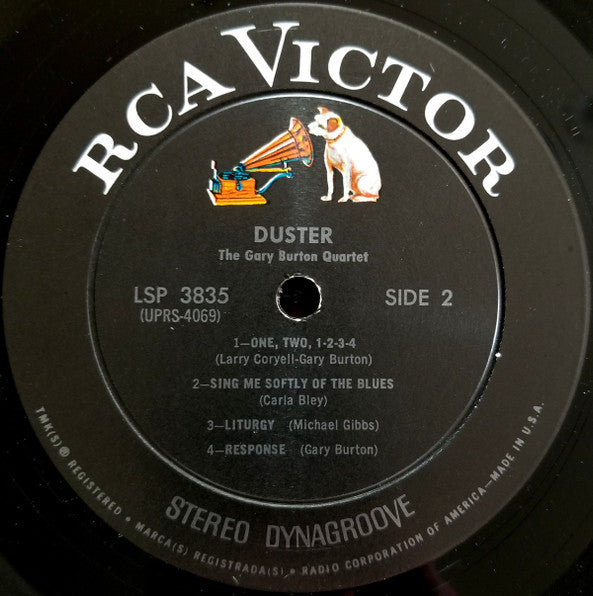 RCA VICTOR
DUSTER
The Gary Burton Quartet
LSP 3835
(UPRS-4069)
SIDE 2
1—ONE, TWO, 1-2-3-4
(Larry Coryell-Gary Burton)
2—SING ME SOFTLY OF THE BLUES
(Carla Bley)
3—LITURGY (Michael Gibbs)
4—RESPONSE (Gary Burton)
STEREO DYNAGROOVE
TMK(S) ® REGISTERED • MARCA(S) REGISTRADA(S) • RADIO CORPORATION OF AMERICA—MADE IN U.S.A.